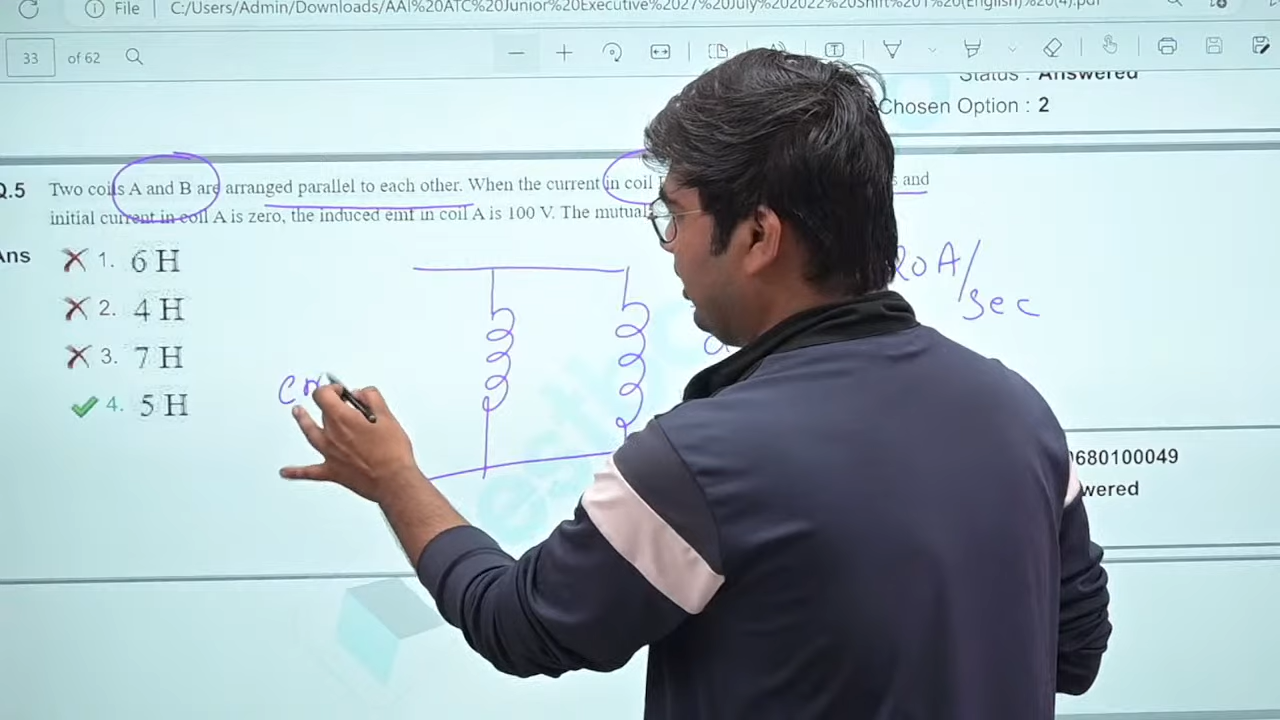 File C:/Users/Admin/Downloads/AAI%20ATC%20Junior%20Executive%2027%20July%202022%20Shift%201%20(English)%20(4).pdf
33 of 62
Status : Answered
Chosen Option : 2
Q.5 Two coils A and B are arranged parallel to each other. When the current in coil and
initial current in coil A is zero, the induced emf in coil A is 100 V. The mutual
Ans
1. 6 H
2. 4 H
3. 7 H
4. 5 H
20 A/sec
680100049